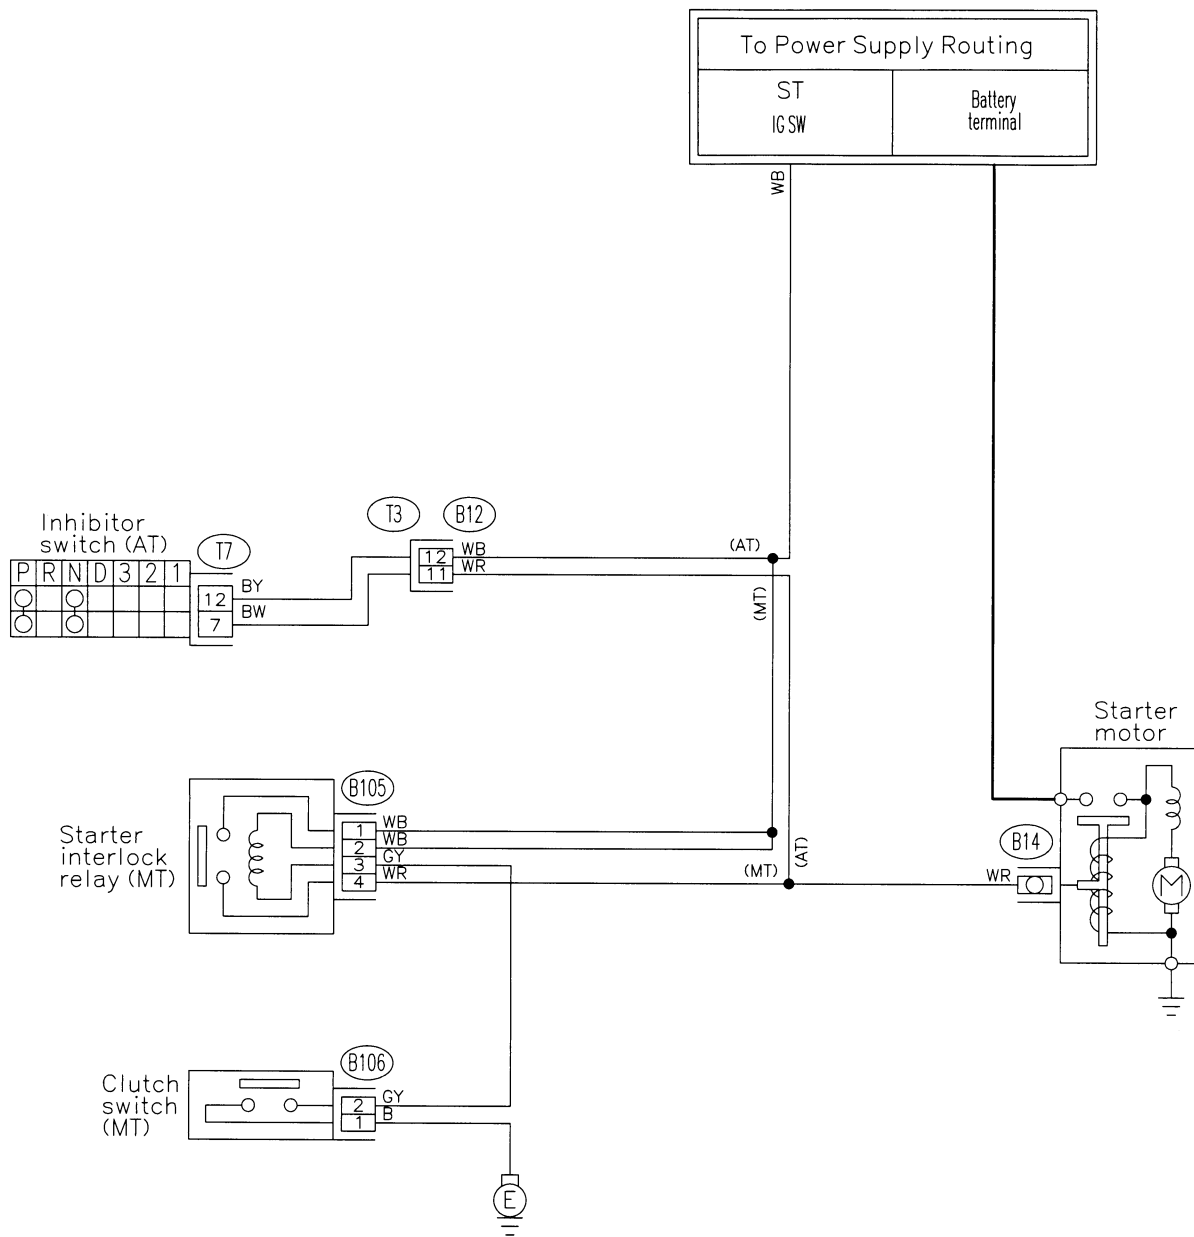 To Power Supply Routing
ST
IG SW
Battery
terminal
WB
T3
B12
Inhibitor
switch (AT)
T7
P R N D 3 2 1
12
7
BY
BW
12
11
WB
WR
(AT)
(MT)
Starter
motor
B105
Starter
interlock
relay (MT)
1
2
3
4
WB
WB
GY
WR
(MT)
(AT)
B14
WR
M
B106
Clutch
switch
(MT)
2
1
GY
B
E